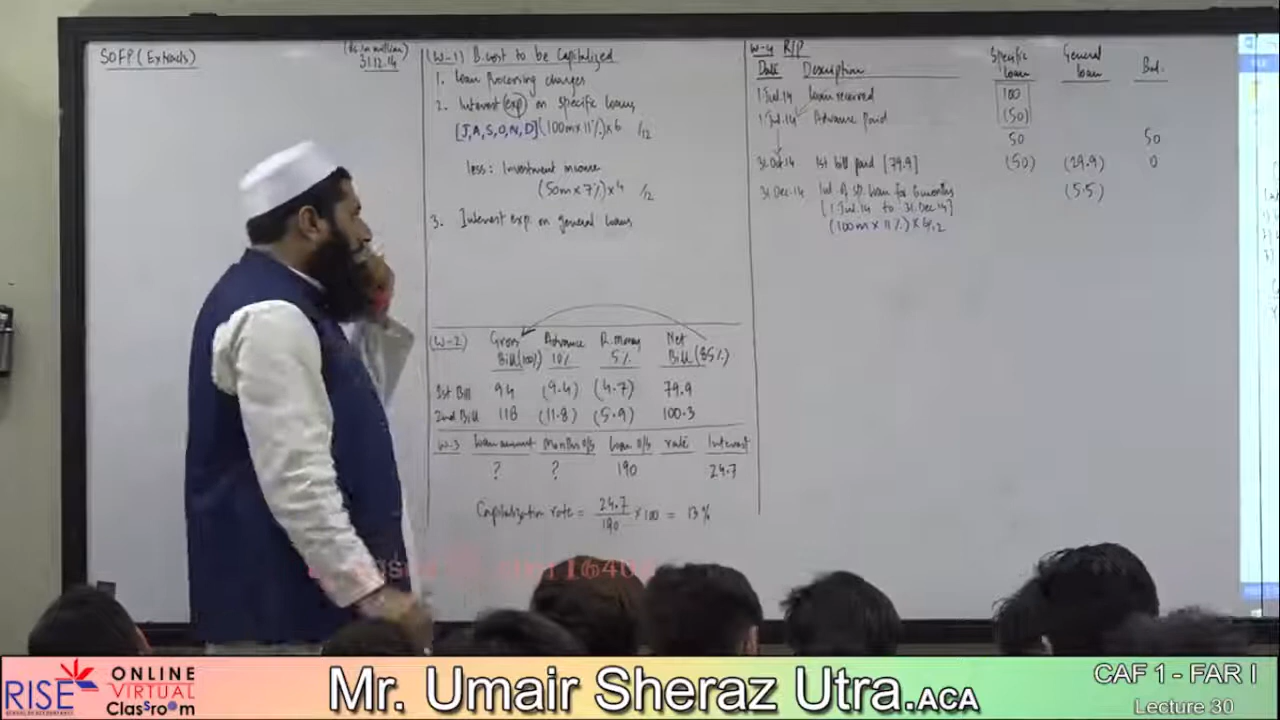 SOFP (Extracts)
(Rs. in million)
31.12.14
(W-1) B.cost to be Capitalized
1. Loan processing charges
2. Interest (exp) on specific loans
[J,A,S,O,N,D] (100m x 11%) x 6/12
less: Investment income
(50m x 7%) x 4/12
3. Interest exp. on general loans
(W-2) Gross Bill(100%) Advance 10% R.money 5% Net Bill (85%)
1st Bill 94 (9.4) (4.7) 79.9
2nd Bill 118 (11.8) (5.9) 100.3
W-3 Loan amount Months o/s Loan o/s rate Interest
? ? 190 24.7
Capitalization rate = 24.7/190 x 100 = 13%
W-4 R/P
Date Description Specific loan General loan Bal.
1 Jul.14 Loan received 100
1 Jul.14 Advance paid (50)
50 50
31 Oct.14 1st bill paid [79.9] (50) (29.9) 0
31 Dec.14 Int. of sp. loan for 6 months (5.5)
[1 Jul.14 to 31 Dec.14]
(100m x 11%) x 6/12
RISE
ONLINE
VIRTUAL
Classroom
Mr. Umair Sheraz Utra.ACA
CAF 1 - FAR I
Lecture 30